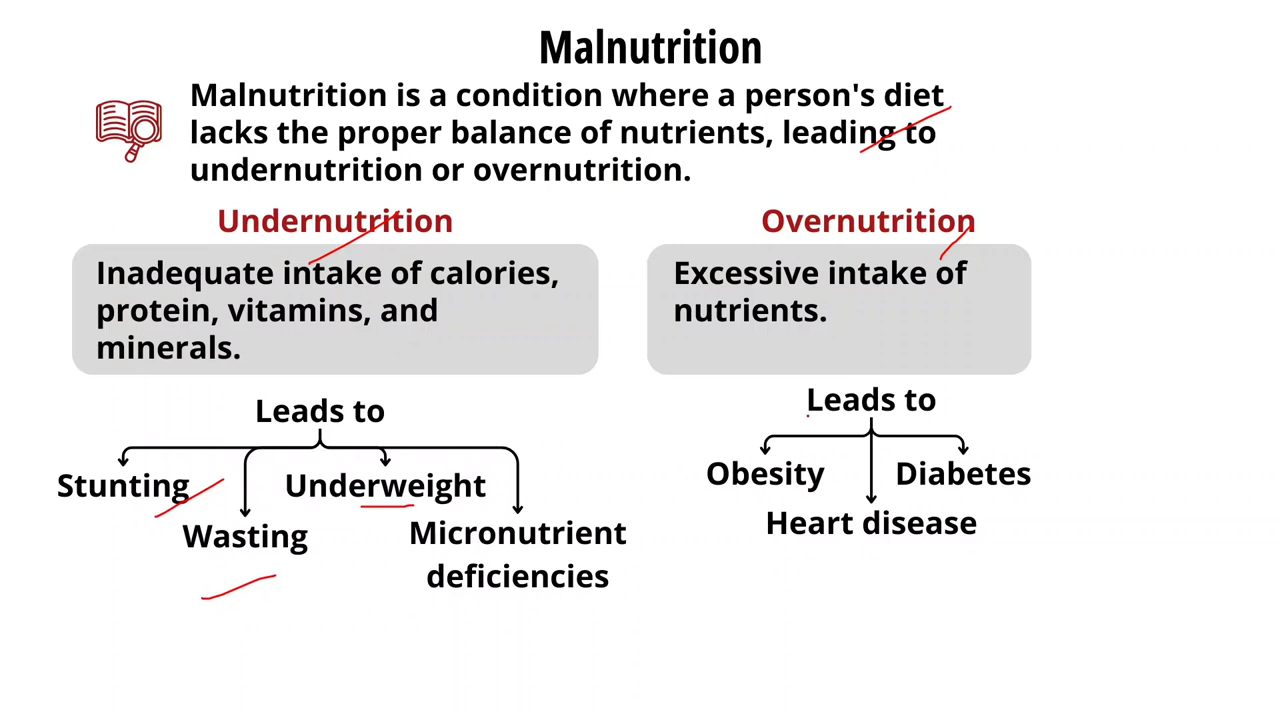 Malnutrition
Malnutrition is a condition where a person's diet
lacks the proper balance of nutrients, leading to
undernutrition or overnutrition.
Undernutrition
Inadequate intake of calories,
protein, vitamins, and
minerals.
Leads to
Stunting
Wasting
Underweight
Micronutrient
deficiencies
Overnutrition
Excessive intake of
nutrients.
Leads to
Obesity
Heart disease
Diabetes